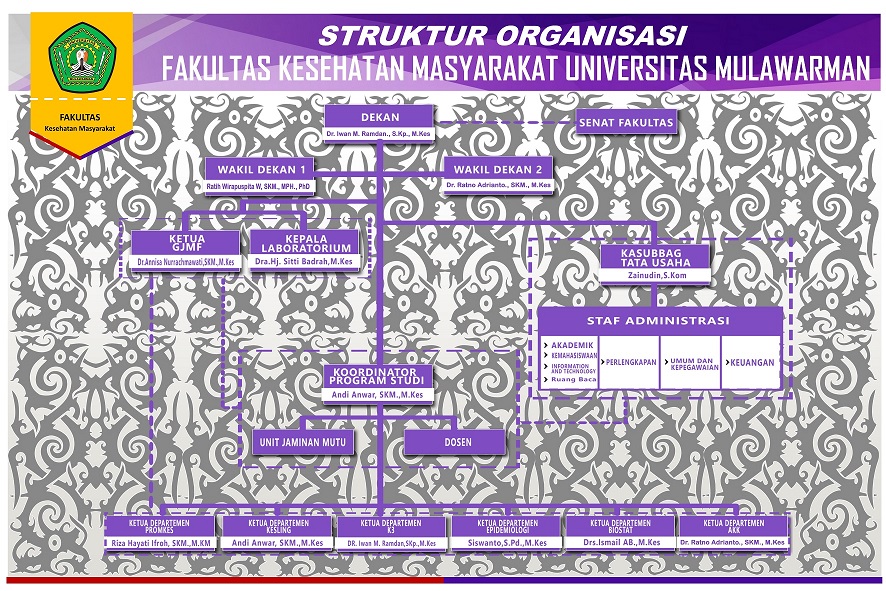 STRUKTUR ORGANISASI
FAKULTAS KESEHATAN MASYARAKAT UNIVERSITAS MULAWARMAN
FAKULTAS
Kesehatan Masyarakat
DEKAN
Dr. Iwan M. Ramdan., S.Kp., M.Kes
SENAT FAKULTAS
WAKIL DEKAN 1
Ratih Wirapuspita W, SKM., MPH., PhD
WAKIL DEKAN 2
Dr. Ratno Adrianto., SKM., M.Kes
KETUA
GJMF
Dr.Annisa Nurrachmawati,SKM.,M.Kes
KEPALA
LABORATORIUM
Dra.Hj. Sitti Badrah,M.Kes
KASUBBAG
TATA USAHA
Zainudin,S.Kom
STAF ADMINISTRASI
AKADEMIK
KEMAHASISWAAN
INFORMATION
AND TECHNOLOGY
Ruang Baca
PERLENGKAPAN
UMUM DAN
KEPEGAWAIAN
KEUANGAN
KOORDINATOR
PROGRAM STUDI
Andi Anwar, SKM.,M.Kes
UNIT JAMINAN MUTU
DOSEN
KETUA DEPARTEMEN
PROMKES
Riza Hayati Ifroh, SKM.,M.KM
KETUA DEPARTEMEN
KESLING
Andi Anwar, SKM.,M.Kes
KETUA DEPARTEMEN
K3
DR. Iwan M. Ramdan,SKp.,M.Kes
KETUA DEPARTEMEN
EPIDEMIOLOGI
Siswanto,S.Pd.,M.Kes
KETUA DEPARTEMEN
BIOSTAT
Drs.Ismail AB.,M.Kes
KETUA DEPARTEMEN
AKK
Dr. Ratno Adrianto., SKM., M.Kes